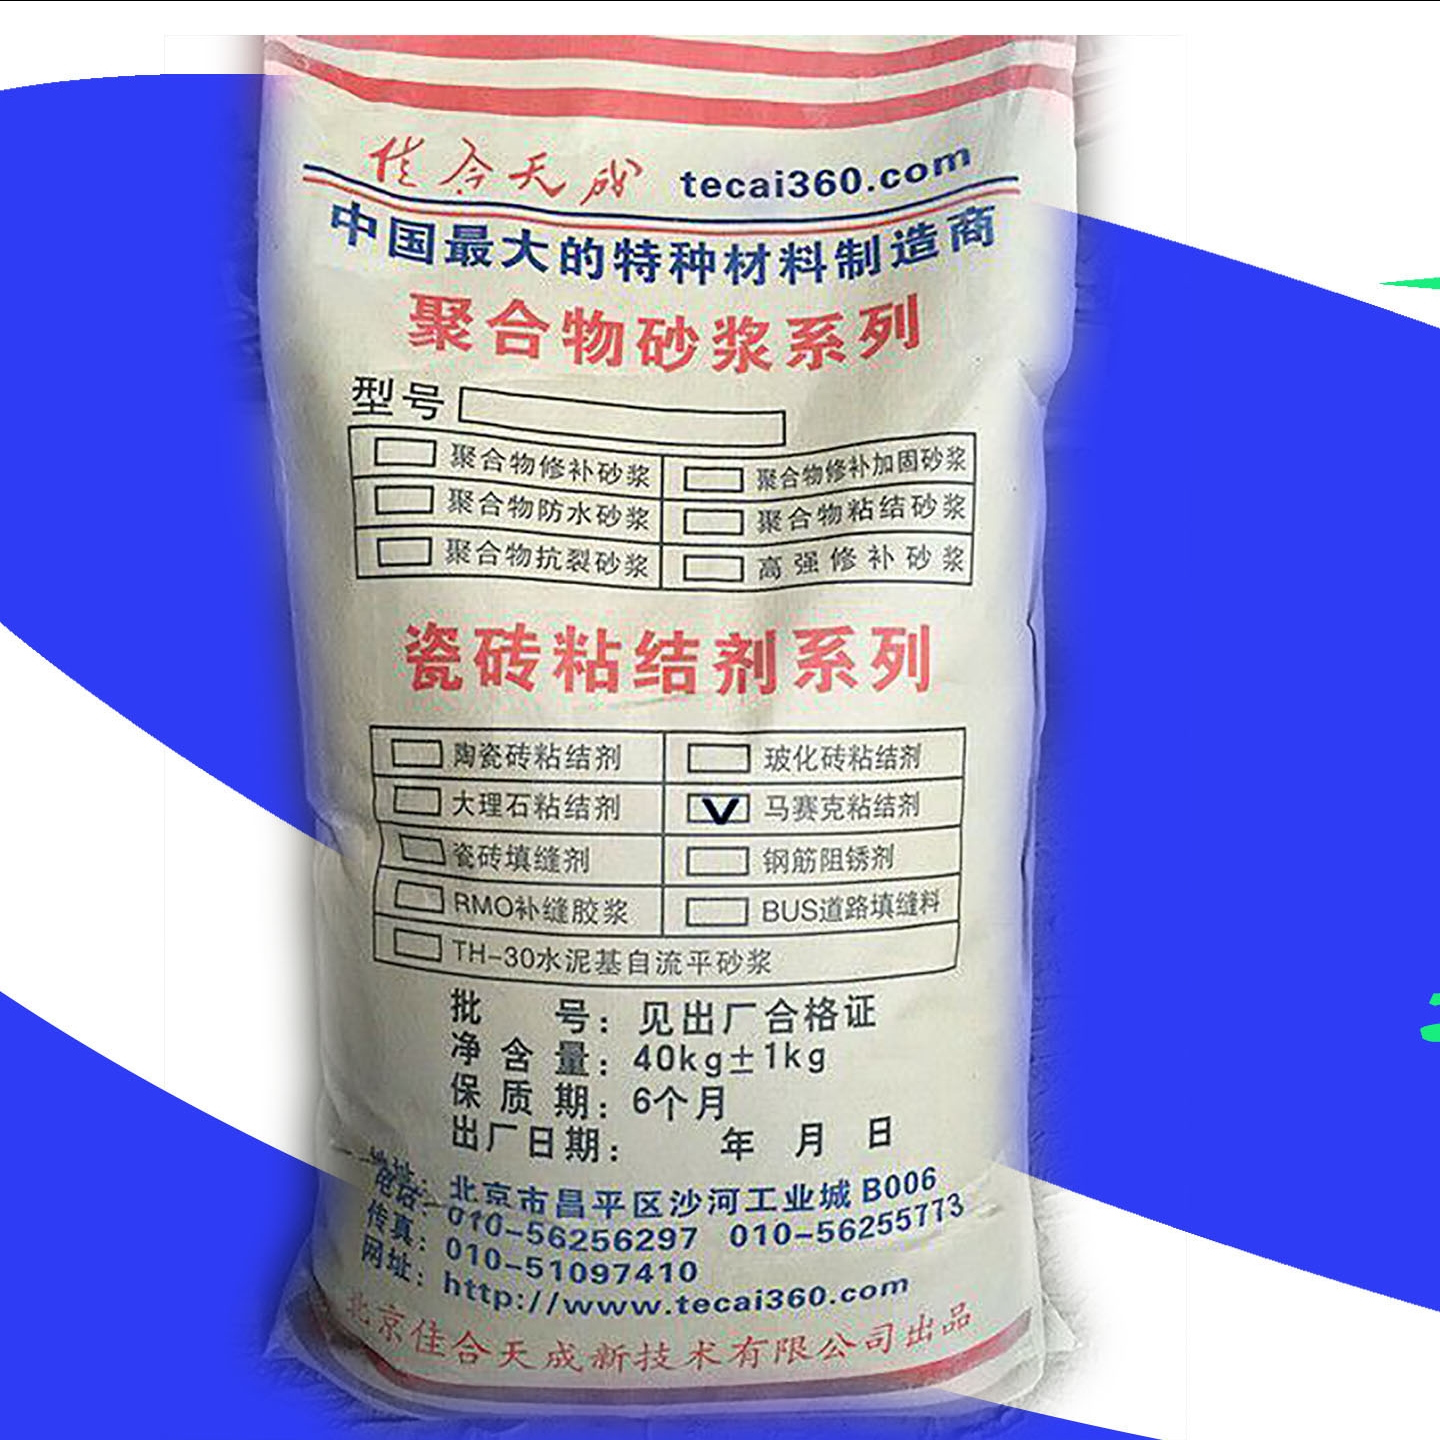 佳合天成 tecai360.com
中国最大的特种材料制造商
聚合物砂浆系列
型号
聚合物修补砂浆 聚合物修补加固砂浆
聚合物防水砂浆 聚合物粘结砂浆
聚合物抗裂砂浆 高强修补砂浆
瓷砖粘结剂系列
陶瓷砖粘结剂 玻化砖粘结剂
大理石粘结剂 V 马赛克粘结剂
瓷砖填缝剂 钢筋阻锈剂
RMO补缝胶浆 BUS道路填缝料
TH-30水泥基自流平砂浆
批号：见出厂合格证
净含量：40kg±1kg
保质期：6个月
出厂日期： 年 月 日
地址：北京市昌平区沙河工业城B006
电话：010-56256297 010-56255773
传真：010-51097410
网址：http://www.tecai360.com
北京佳合天成新技术有限公司出品